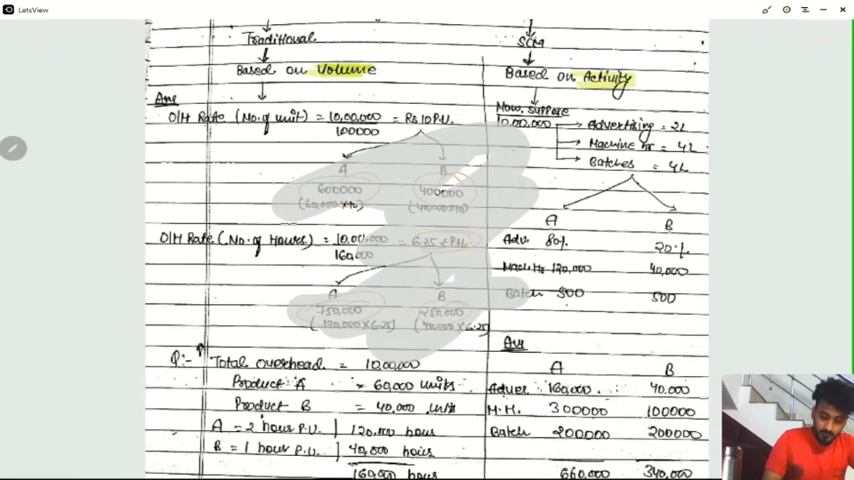 LetsView
Traditional
SCM
Based on Volume
Based on Activity
Ans
O/H Rate (No. of unit) = 10,00,000 = Rs 10 P.U.
100000
A B
600000 400000
(60,000 x 10) (40,000 x 10)
O/H Rate (No. of Hours) = 10,00,000 = 6.25 ₹ P.H.
160,000
A B
750,000 250,000
(120,000 x 6.25) (40,000 x 6.25)
Q:-
Total overhead = 10,00,000
Product A = 60,000 units
Product B = 40,000 units
A = 2 hour P.U. 120,000 hour
B = 1 hour P.U. 40,000 hours
160,000 hours
Now, suppose
10,00,000 → Advertising = 2L
→ Machine hr = 4L
→ Batches = 4L
A B
Adv. 80% 20%
Mach Hr 120,000 40,000
Batch 500 500
Ans
A B
Adver 160,000 40.000
M.H. 300000 100000
Batch 200000 200000
660,000 340,000